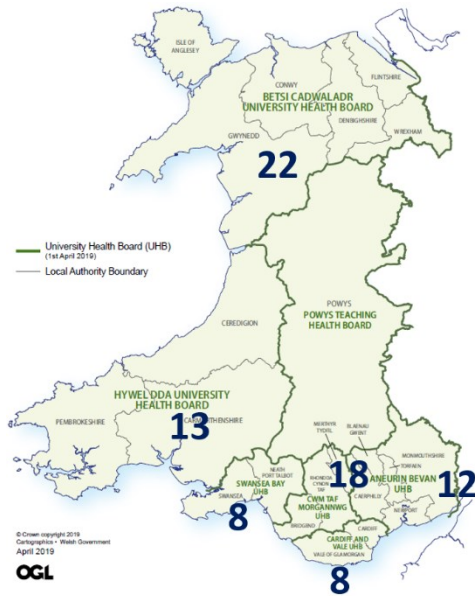 ISLE OF
ANGLESEY
CONWY
FLINTSHIRE
BETSI CADWALADR
UNIVERSITY HEALTH BOARD
DENBIGHSHIRE
GWYNEDD
WREXHAM
22
University Health Board (UHB)
(1st April 2019)
Local Authority Boundary
POWYS
POWYS TEACHING
HEALTH BOARD
CEREDIGION
HYWEL DDA UNIVERSITY
HEALTH BOARD
PEMBROKESHIRE
CARMARTHENSHIRE
13
MERTHYR
TYDFIL
BLAENAU
GWENT
MONMOUTHSHIRE
TORFAEN
NEATH
PORT TALBOT
RHONDDA
CYNON
TAF
18
ANEURIN BEVAN
UHB
12
SWANSEA BAY
UHB
SWANSEA
8
CWM TAF
MORGANNWG
UHB
CAERPHILLY
NEWPORT
BRIDGEND
CARDIFF
CARDIFF AND
VALE UHB
VALE OF GLAMORGAN
8
© Crown copyright 2019
Cartographics • Welsh Government
April 2019
OGL